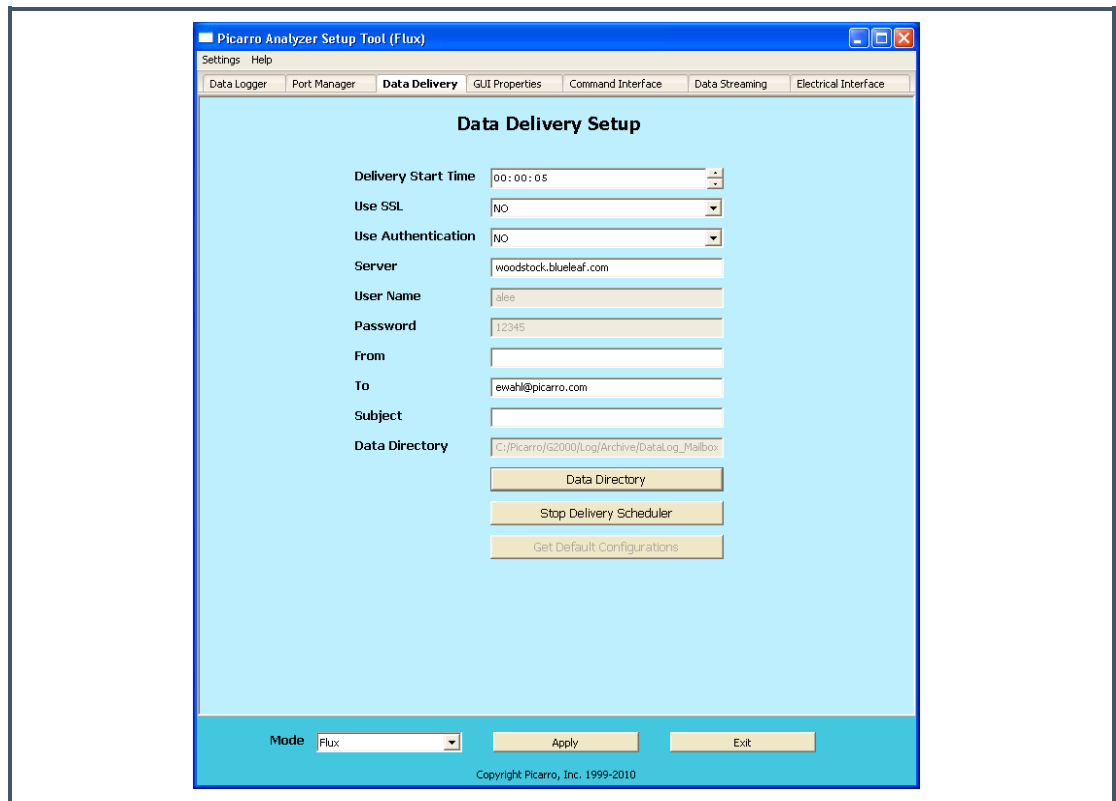 Picarro Analyzer Setup Tool (Flux)
Settings Help
Data Logger Port Manager Data Delivery GUI Properties Command Interface Data Streaming Electrical Interface
Data Delivery Setup
Delivery Start Time 00:00:05
Use SSL NO
Use Authentication NO
Server woodstock.blueleaf.com
User Name alee
Password 12345
From
To ewahl@picarro.com
Subject
Data Directory C:/Picarro/G2000/Log/Archive/DataLog_Mailbox
Data Directory
Stop Delivery Scheduler
Get Default Configurations
Mode Flux Apply Exit
Copyright Picarro, Inc. 1999-2010